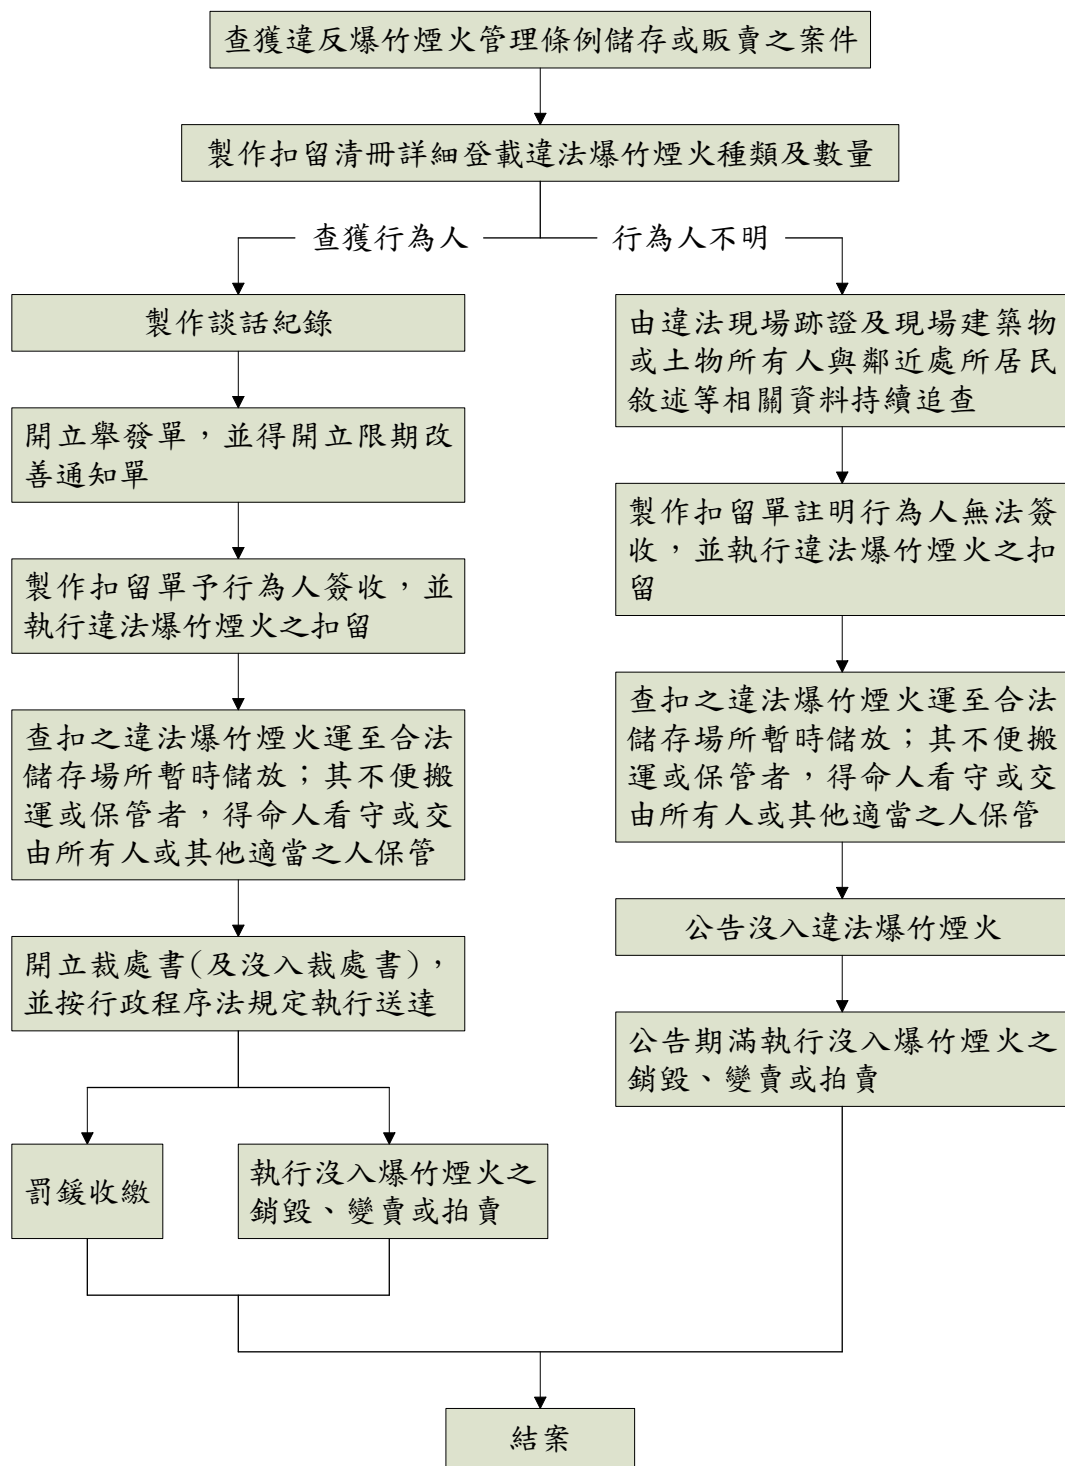 查獲違反爆竹煙火管理條例儲存或販賣之案件
製作扣留清冊詳細登載違法爆竹煙火種類及數量
查獲行為人
行為人不明
製作談話紀錄
開立舉發單，並得開立限期改
善通知單
製作扣留單予行為人簽收，並
執行違法爆竹煙火之扣留
查扣之違法爆竹煙火運至合法
儲存場所暫時儲放；其不便搬
運或保管者，得命人看守或交
由所有人或其他適當之人保管
開立裁處書(及沒入裁處書)，
並按行政程序法規定執行送達
罰鍰收繳
執行沒入爆竹煙火之
銷毀、變賣或拍賣
由違法現場跡證及現場建築物
或土物所有人與鄰近處所居民
敘述等相關資料持續追查
製作扣留單註明行為人無法簽
收，並執行違法爆竹煙火之扣
留
查扣之違法爆竹煙火運至合法
儲存場所暫時儲放；其不便搬
運或保管者，得命人看守或交
由所有人或其他適當之人保管
公告沒入違法爆竹煙火
公告期滿執行沒入爆竹煙火之
銷毀、變賣或拍賣
結案